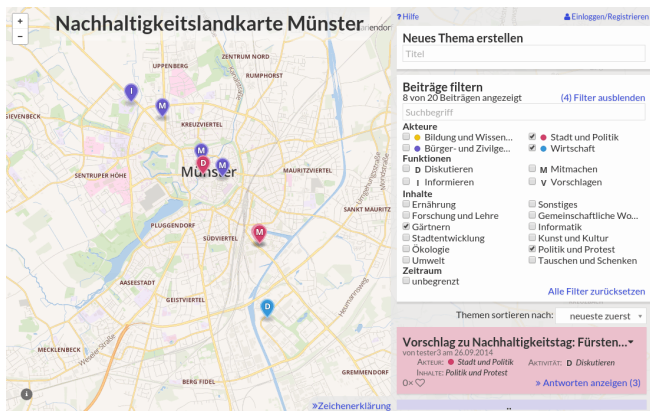 +
−
Nachhaltigkeitslandkarte Münster
ZENTRUM NORD
UPPENBERG
RUMPHORST
GIEVENBECK
KREUZVIERTEL
SENTRUPER HÖHE
Münster
MAURITZVIERTEL
Umgehungsstraße
SANKT MAURITZ
PLUGGENDORF
SÜDVIERTEL
AASEESTADT
GEISTVIERTEL
Heumannsweg
Weseler Straße
MECKLENBECK
BERG FIDEL
GREMMENDORF
I
M
M
D
M
M
D
i
»Zeichenerklärung
? Hilfe
Einloggen/Registrieren
Neues Thema erstellen
Titel
Beiträge filtern
8 von 20 Beiträgen angezeigt (4) Filter ausblenden
Suchbegriff
Akteure
Bildung und Wissen... Stadt und Politik
Bürger- und Zivilge... Wirtschaft
Funktionen
D Diskutieren M Mitmachen
I Informieren V Vorschlagen
Inhalte
Ernährung Sonstiges
Forschung und Lehre Gemeinschaftliche Wo...
Gärtnern Informatik
Stadtentwicklung Kunst und Kultur
Ökologie Politik und Protest
Umwelt Tauschen und Schenken
Zeitraum
unbegrenzt
Alle Filter zurücksetzen
Themen sortieren nach: neueste zuerst
Vorschlag zu Nachhaltigkeitstag: Fürsten...
von tester3 am 26.09.2014
AKTEUR: Stadt und Politik AKTIVITÄT: D Diskutieren
INHALTE: Politik und Protest
0×
» Antworten anzeigen (3)